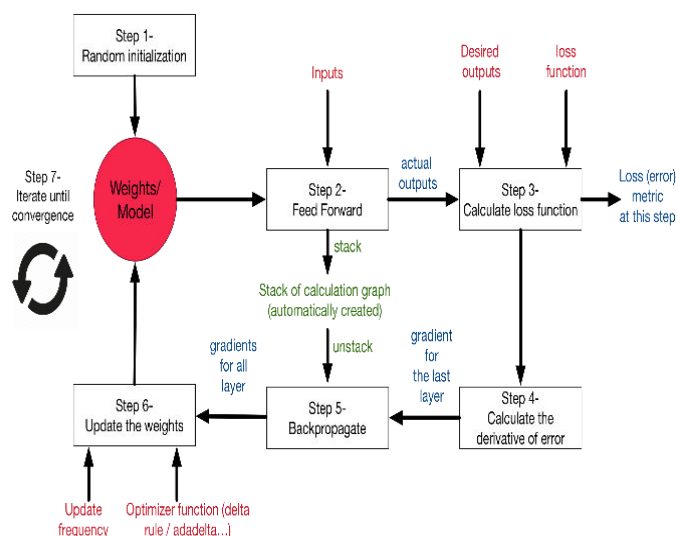 Step 1-
Random initialization
Desired
outputs
loss
function
Inputs
Step 7-
Iterate until
convergence
Weights/
Model
Step 2-
Feed Forward
actual
outputs
Step 3-
Calculate loss function
Loss (error)
metric
at this step
stack
Stack of calculation graph
(automatically created)
unstack
gradients
for all
layer
gradient
for
the last
layer
Step 6-
Update the weights
Step 5-
Backpropagate
Step 4-
Calculate the
derivative of error
Update
frequency
Optimizer function (delta
rule / adadelta...)